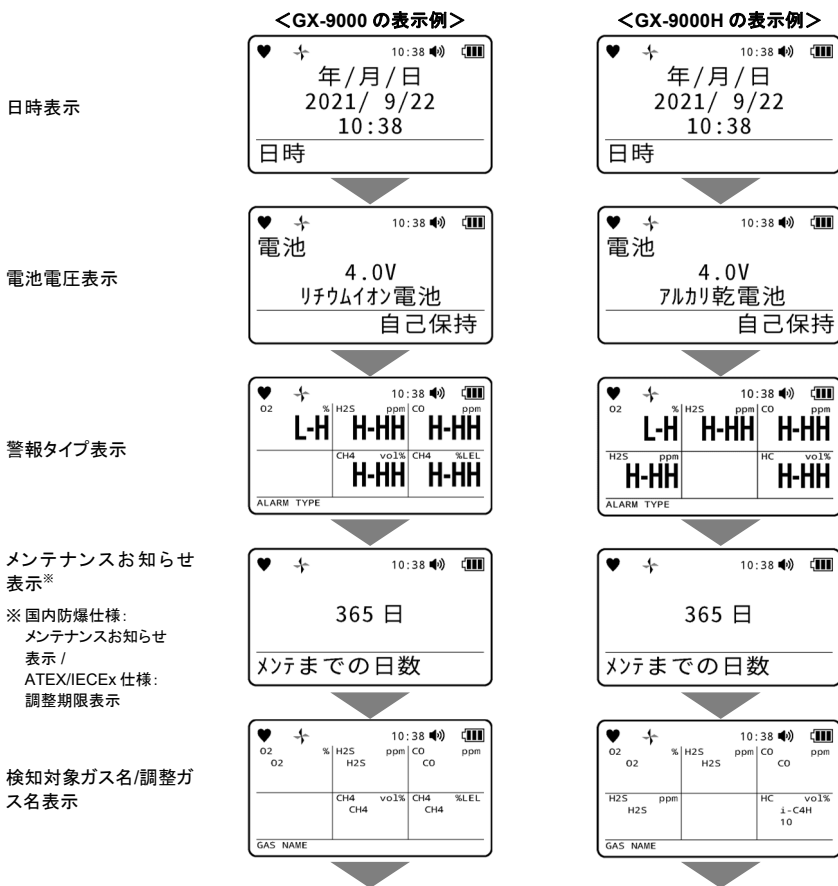 ＜GX-9000 の表示例＞
＜GX-9000H の表示例＞
日時表示
10:38
年/月/日
2021/ 9/22
10:38
日時
10:38
年/月/日
2021/ 9/22
10:38
日時
電池電圧表示
10:38
電池
4.0V
ﾘﾁｳﾑｲｵﾝ電池
自己保持
10:38
電池
4.0V
ｱﾙｶﾘ乾電池
自己保持
警報タイプ表示
10:38
O2 % H2S ppm CO ppm
L-H H-HH H-HH
CH4 vol% CH4 %LEL
H-HH H-HH
ALARM TYPE
10:38
O2 % H2S ppm CO ppm
L-H H-HH H-HH
H2S ppm HC vol%
H-HH H-HH
ALARM TYPE
メンテナンスお知らせ
表示※
※ 国内防爆仕様:
メンテナンスお知らせ
表示 /
ATEX/IECEx 仕様:
調整期限表示
10:38
365 日
ﾒﾝﾃまでの日数
10:38
365 日
ﾒﾝﾃまでの日数
検知対象ガス名/調整ガ
ス名表示
10:38
O2 % H2S ppm CO ppm
O2 H2S CO
CH4 vol% CH4 %LEL
CH4 CH4
GAS NAME
10:38
O2 % H2S ppm CO ppm
O2 H2S CO
H2S ppm HC vol%
H2S i-C4H
10
GAS NAME